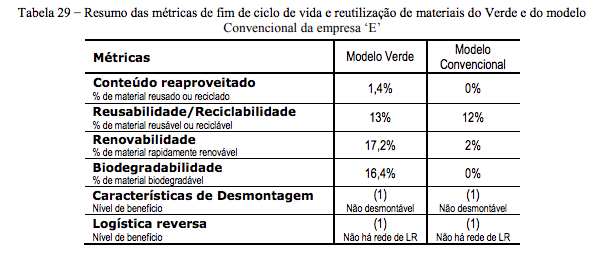 Tabela 29 – Resumo das métricas de fim de ciclo de vida e reutilização de materiais do Verde e do modelo
Convencional da empresa ‘E’
Métricas Modelo Verde Modelo Convencional
Conteúdo reaproveitado
% de material reusado ou reciclado
1,4% 0%
Reusabilidade/Reciclabilidade
% de material reusável ou reciclável
13% 12%
Renovabilidade
% de material rapidamente renovável
17,2% 2%
Biodegradabilidade
% de material biodegradável
16,4% 0%
Características de Desmontagem (1) (1)
Nível de benefício Não desmontável Não desmontável
Logística reversa (1) (1)
Nível de benefício Não há rede de LR Não há rede de LR